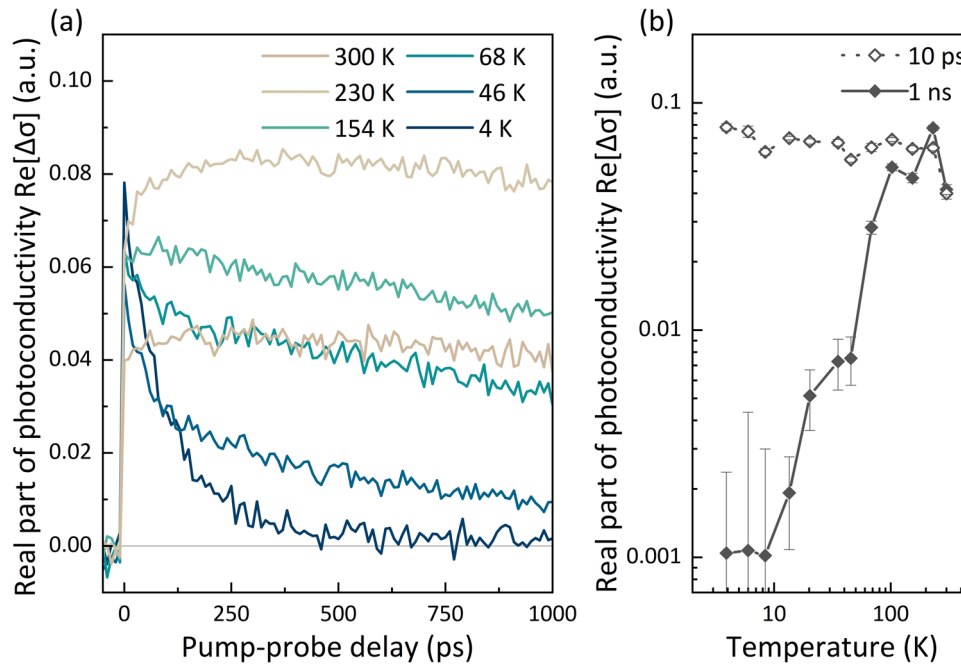 (a)
Real part of photoconductivity Re[Δσ] (a.u.)
0.10
0.08
0.06
0.04
0.02
0.00
300 K
230 K
154 K
68 K
46 K
4 K
0
250
500
750
1000
Pump-probe delay (ps)
(b)
Real part of photoconductivity Re[Δσ] (a.u.)
0.1
0.01
0.001
10 ps
1 ns
10
100
Temperature (K)